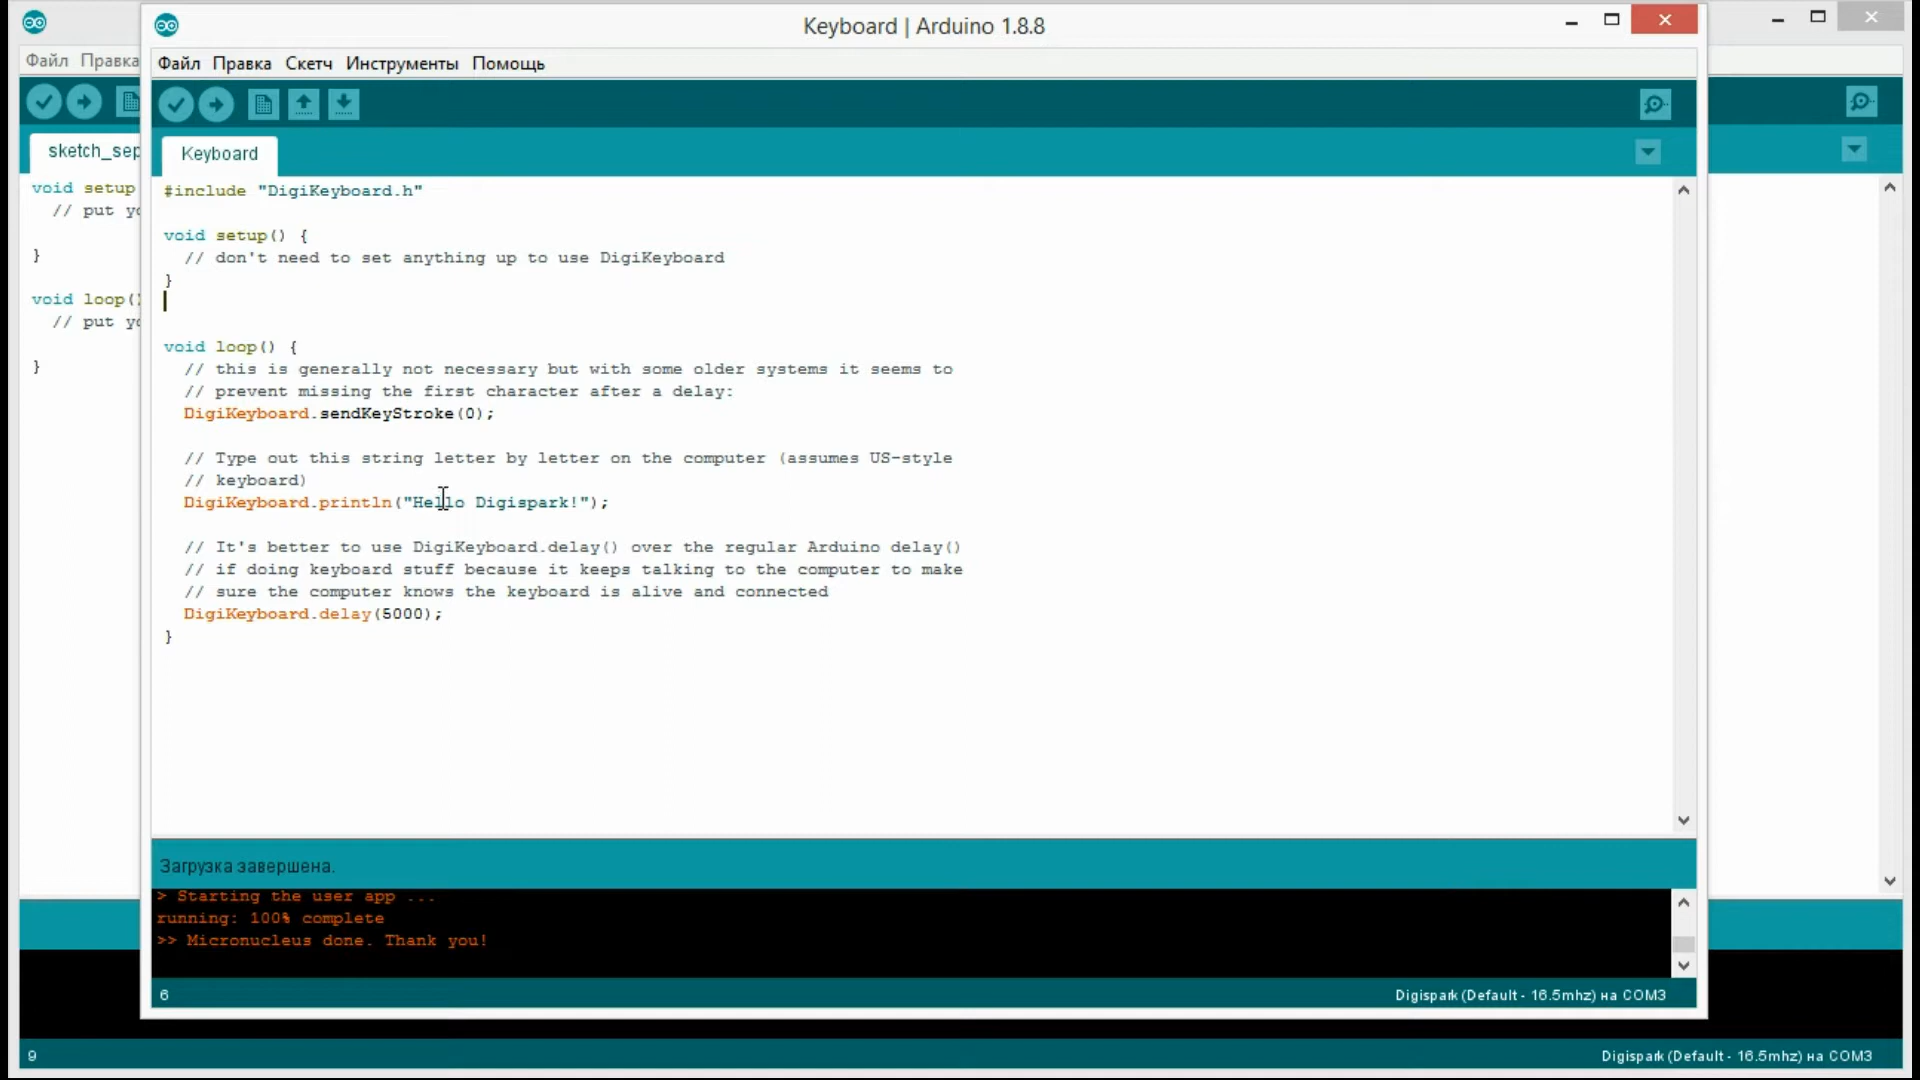 Keyboard | Arduino 1.8.8
Файл Правка
Файл Правка Скетч Инструменты Помощь
sketch_sep
Keyboard
void setup
// put yo
}
void loop()
// put yo
}
#include "DigiKeyboard.h"
void setup() {
// don't need to set anything up to use DigiKeyboard
}
void loop() {
// this is generally not necessary but with some older systems it seems to
// prevent missing the first character after a delay:
DigiKeyboard.sendKeyStroke(0);
// Type out this string letter by letter on the computer (assumes US-style
// keyboard)
DigiKeyboard.println("Hello Digispark!");
// It's better to use DigiKeyboard.delay() over the regular Arduino delay()
// if doing keyboard stuff because it keeps talking to the computer to make
// sure the computer knows the keyboard is alive and connected
DigiKeyboard.delay(5000);
}
Загрузка завершена.
> Starting the user app ...
running: 100% complete
>> Micronucleus done. Thank you!
6
Digispark (Default - 16.5mhz) на COM3
9
Digispark (Default - 16.5mhz) на COM3